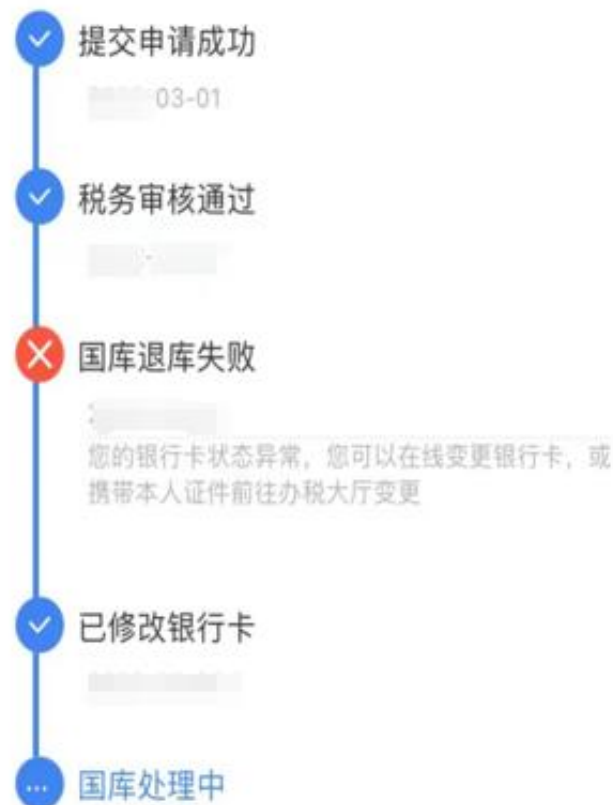 提交申请成功
03-01
税务审核通过
国库退库失败
您的银行卡状态异常，您可以在线变更银行卡，或
携带本人证件前往办税大厅变更
已修改银行卡
国库处理中